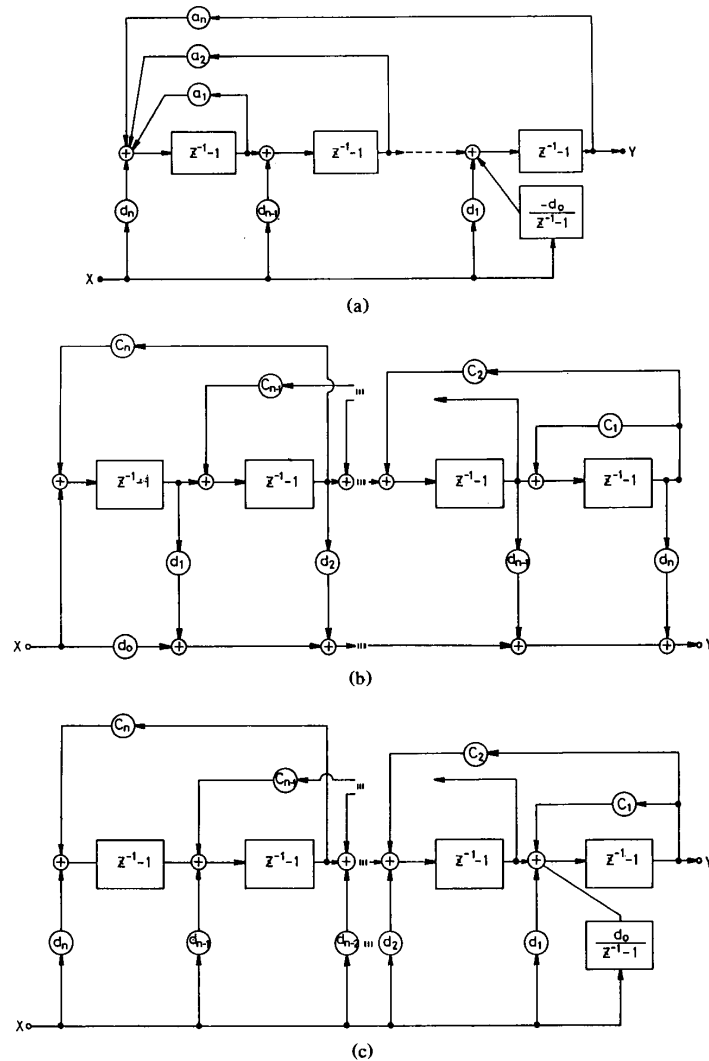 aₙ
a₂
a₁
z⁻¹-1 z⁻¹-1 z⁻¹-1 Y
dₙ dₙ₋₁ d₁ -d₀
z⁻¹-1
X
(a)
Cₙ C₂
Cₙ₋₁
C₁
z⁻¹-1 z⁻¹-1 z⁻¹-1 z⁻¹-1
d₁ d₂ dₙ₋₁ dₙ
X d₀ Y
(b)
Cₙ C₂
Cₙ₋₁
C₁
z⁻¹-1 z⁻¹-1 z⁻¹-1 z⁻¹-1 Y
dₙ dₙ₋₁ dₙ₋₂ d₂ d₁ d₀
z⁻¹-1
X
(c)